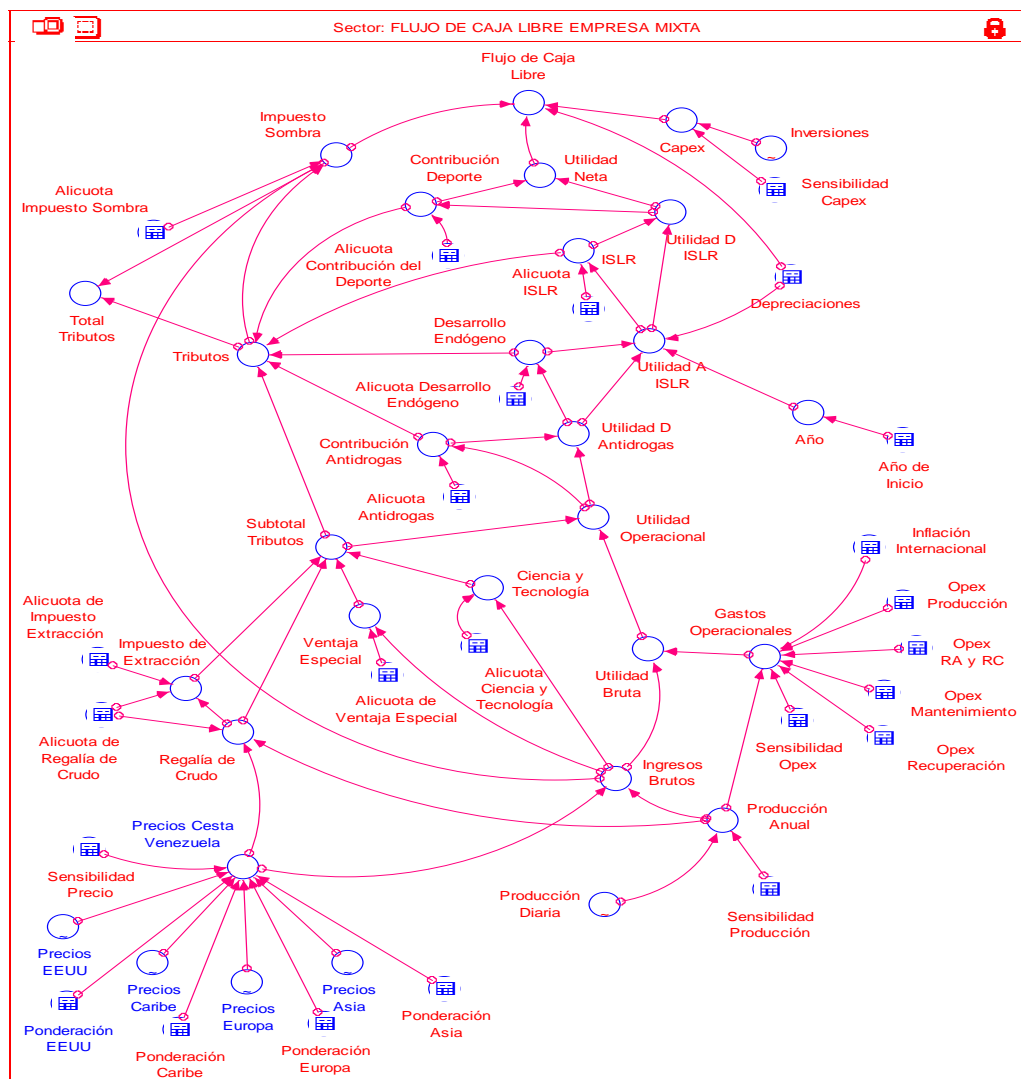 Sector: FLUJO DE CAJA LIBRE EMPRESA MIXTA
Flujo de Caja
Libre
Impuesto
Sombra
Capex
Inversiones
Contribución
Deporte
Utilidad
Neta
Sensibilidad
Capex
Alicuota
Impuesto Sombra
Alicuota
Contribución del
Deporte
ISLR
Alicuota
ISLR
Utilidad D
ISLR
Depreciaciones
Total
Tributos
Tributos
Desarrollo
Endógeno
Utilidad A
ISLR
Alicuota Desarrollo
Endógeno
Contribución
Antidrogas
Utilidad D
Antidrogas
Año
Año de
Inicio
Alicuota
Antidrogas
Subtotal
Tributos
Utilidad
Operacional
Inflación
Internacional
Ciencia y
Tecnología
Opex
Producción
Alicuota de
Impuesto
Extracción
Impuesto de
Extracción
Ventaja
Especial
Gastos
Operacionales
Opex
RA y RC
Alicuota
Ciencia y
Tecnología
Utilidad
Bruta
Alicuota de
Ventaja Especial
Opex
Mantenimiento
Alicuota de
Regalía de
Crudo
Regalía de
Crudo
Sensibilidad
Opex
Opex
Recuperación
Ingresos
Brutos
Producción
Anual
Precios Cesta
Venezuela
Sensibilidad
Precio
Producción
Diaria
Sensibilidad
Producción
Precios
EEUU
Precios
Caribe
Precios
Europa
Precios
Asia
Ponderación
EEUU
Ponderación
Caribe
Ponderación
Europa
Ponderación
Asia